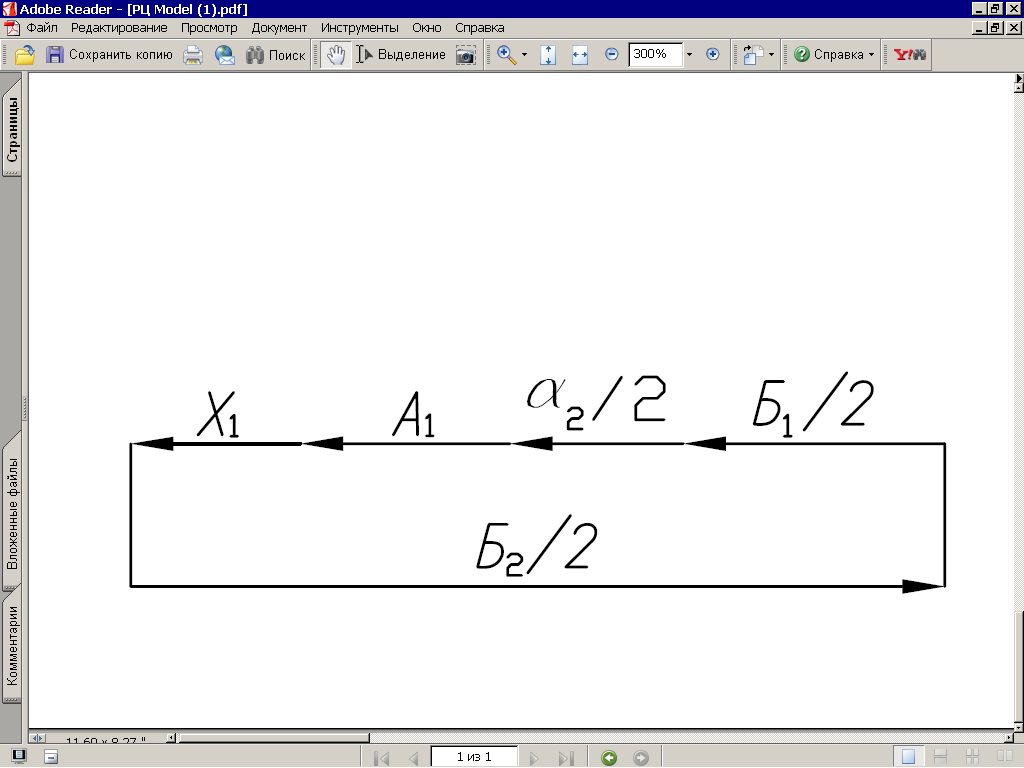 Adobe Reader - [РЦ Model (1).pdf]
Файл Редактирование Просмотр Документ Инструменты Окно Справка
Сохранить копию Поиск Выделение 300% Справка Y!
Страницы
Вложенные файлы
Комментарии
X₁ А₁ α₂/2 Б₁/2
Б₂/2
1 из 1